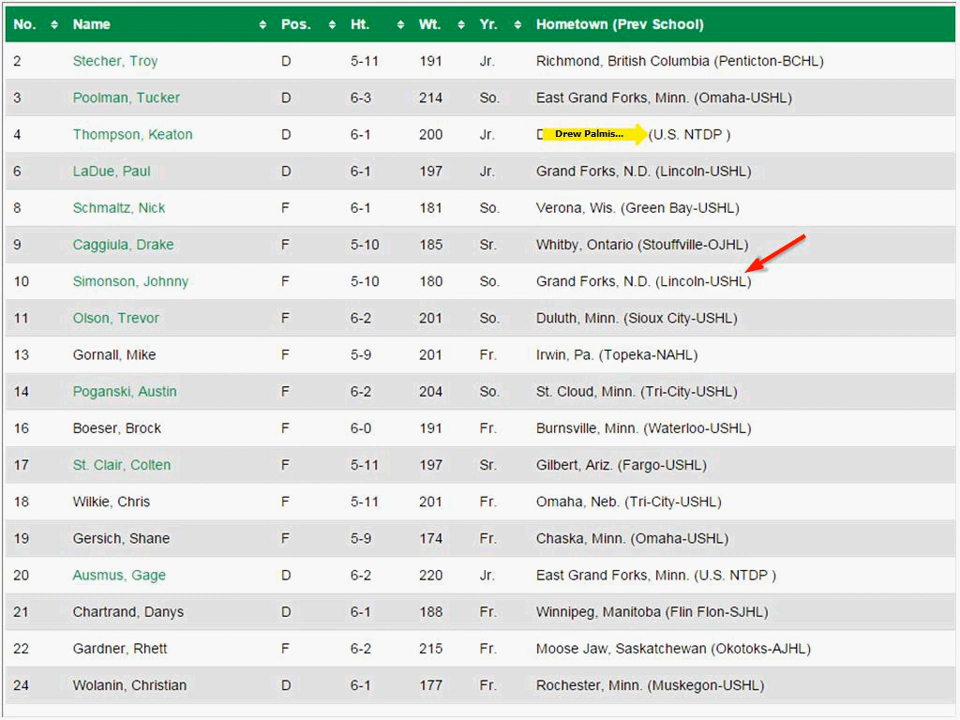 No. Name Pos. Ht. Wt. Yr. Hometown (Prev School)
2 Stecher, Troy D 5-11 191 Jr. Richmond, British Columbia (Penticton-BCHL)
3 Poolman, Tucker D 6-3 214 So. East Grand Forks, Minn. (Omaha-USHL)
4 Thompson, Keaton D 6-1 200 Jr. Drew Palmis... (U.S. NTDP )
6 LaDue, Paul D 6-1 197 Jr. Grand Forks, N.D. (Lincoln-USHL)
8 Schmaltz, Nick F 6-1 181 So. Verona, Wis. (Green Bay-USHL)
9 Caggiula, Drake F 5-10 185 Sr. Whitby, Ontario (Stouffville-OJHL)
10 Simonson, Johnny F 5-10 180 So. Grand Forks, N.D. (Lincoln-USHL)
11 Olson, Trevor F 6-2 201 So. Duluth, Minn. (Sioux City-USHL)
13 Gornall, Mike F 5-9 201 Fr. Irwin, Pa. (Topeka-NAHL)
14 Poganski, Austin F 6-2 204 So. St. Cloud, Minn. (Tri-City-USHL)
16 Boeser, Brock F 6-0 191 Fr. Burnsville, Minn. (Waterloo-USHL)
17 St. Clair, Colten F 5-11 197 Sr. Gilbert, Ariz. (Fargo-USHL)
18 Wilkie, Chris F 5-11 201 Fr. Omaha, Neb. (Tri-City-USHL)
19 Gersich, Shane F 5-9 174 Fr. Chaska, Minn. (Omaha-USHL)
20 Ausmus, Gage D 6-2 220 Jr. East Grand Forks, Minn. (U.S. NTDP )
21 Chartrand, Danys D 6-1 188 Fr. Winnipeg, Manitoba (Flin Flon-SJHL)
22 Gardner, Rhett F 6-2 215 Fr. Moose Jaw, Saskatchewan (Okotoks-AJHL)
24 Wolanin, Christian D 6-1 177 Fr. Rochester, Minn. (Muskegon-USHL)